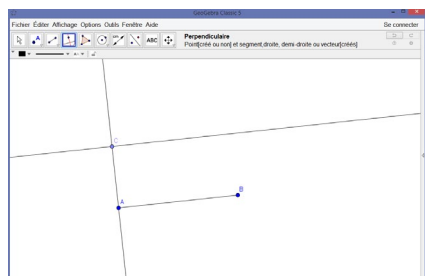 GeoGebra Classic 5
Fichier Éditer Affichage Options Outils Fenêtre Aide
Se connecter
A
ABC
Perpendiculaire
Point[créé ou non] et segment,droite, demi-droite ou vecteur[créés]
C
B
A